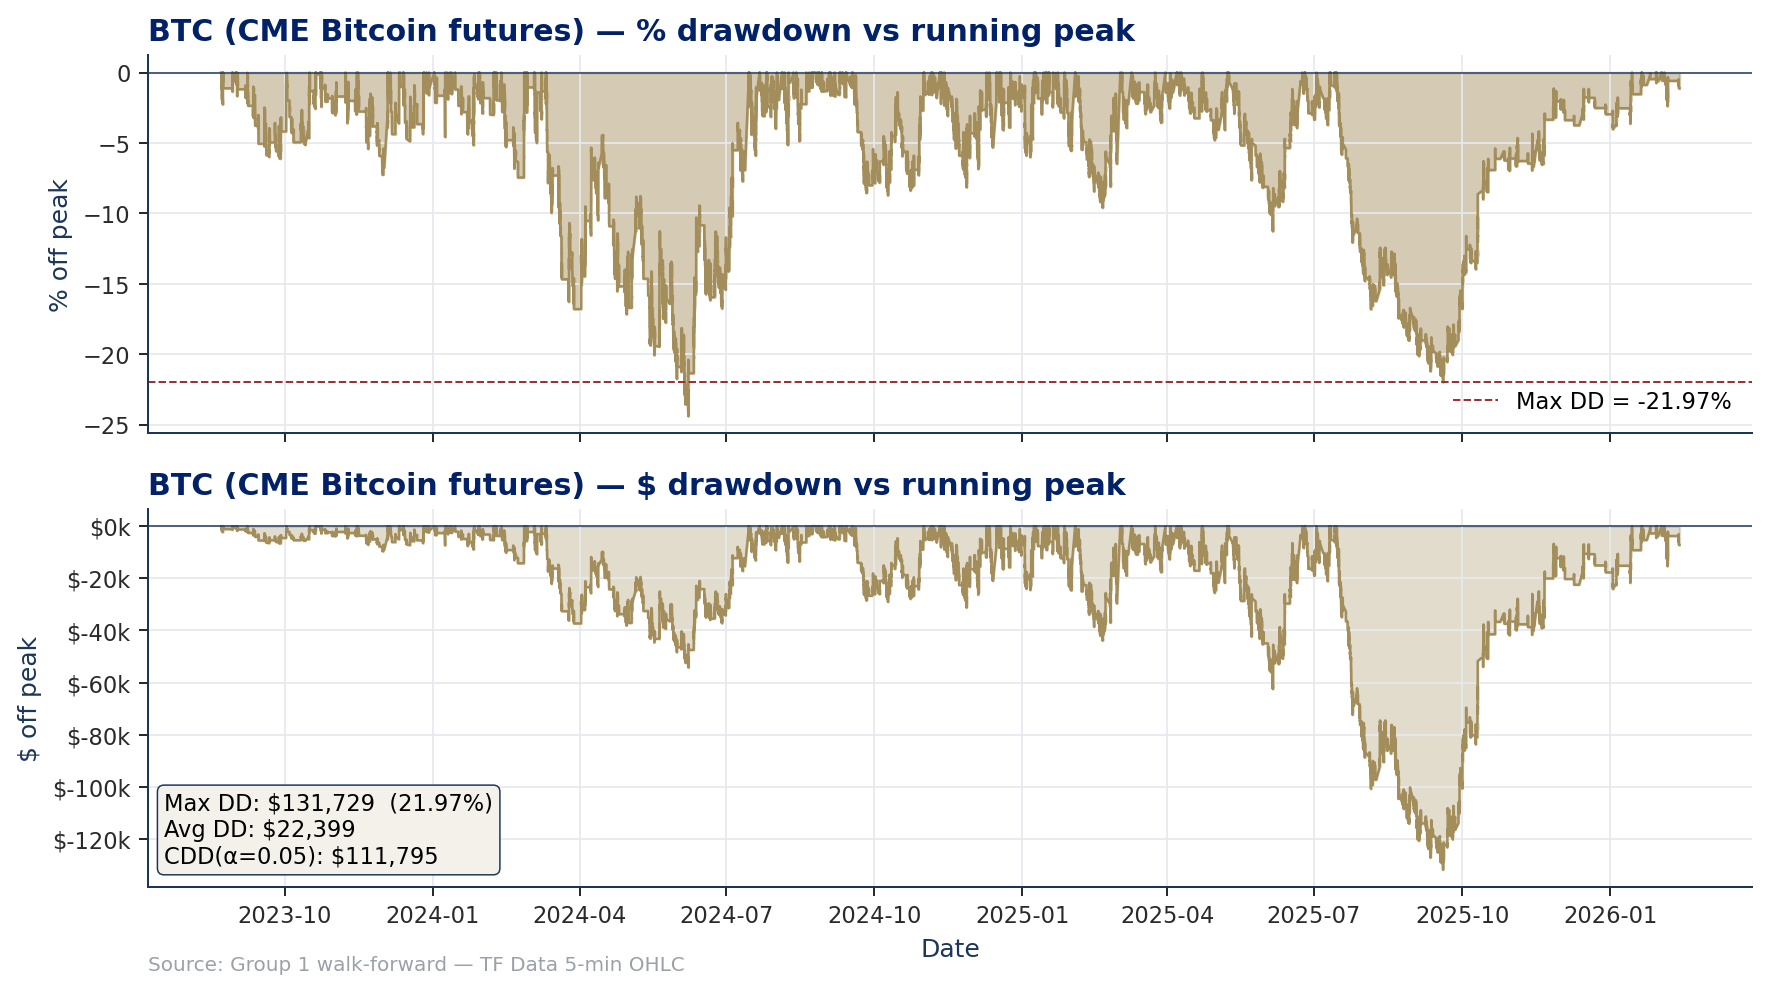 BTC (CME Bitcoin futures) — % drawdown vs running peak
0
−5
−10
−15
−20
−25
% off peak
Max DD = -21.97%
BTC (CME Bitcoin futures) — $ drawdown vs running peak
$0k
$-20k
$-40k
$-60k
$-80k
$-100k
$-120k
$ off peak
Max DD: $131,729  (21.97%)
Avg DD: $22,399
CDD(α=0.05): $111,795
2023-10 2024-01 2024-04 2024-07 2024-10 2025-01 2025-04 2025-07 2025-10 2026-01
Date
Source: Group 1 walk-forward — TF Data 5-min OHLC